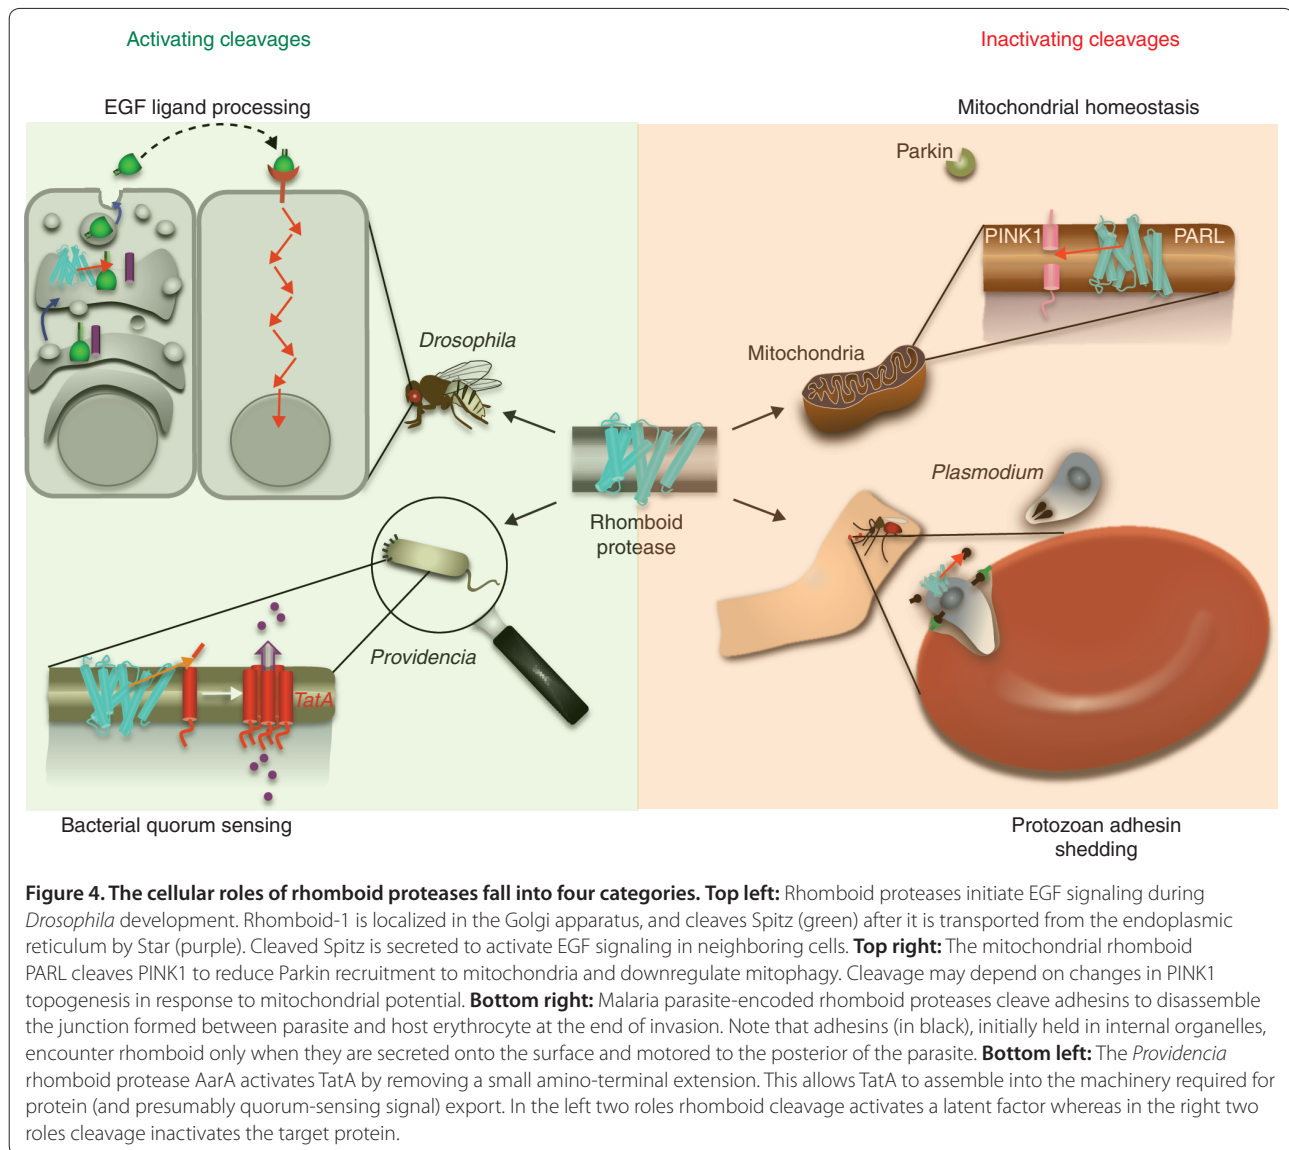 Activating cleavages
Inactivating cleavages
EGF ligand processing
Mitochondrial homeostasis
Parkin
PINK1
PARL
Drosophila
Mitochondria
Rhomboid
protease
Plasmodium
Providencia
TatA
Bacterial quorum sensing
Protozoan adhesin
shedding
Figure 4. The cellular roles of rhomboid proteases fall into four categories. Top left: Rhomboid proteases initiate EGF signaling during
Drosophila development. Rhomboid-1 is localized in the Golgi apparatus, and cleaves Spitz (green) after it is transported from the endoplasmic
reticulum by Star (purple). Cleaved Spitz is secreted to activate EGF signaling in neighboring cells. Top right: The mitochondrial rhomboid
PARL cleaves PINK1 to reduce Parkin recruitment to mitochondria and downregulate mitophagy. Cleavage may depend on changes in PINK1
topogenesis in response to mitochondrial potential. Bottom right: Malaria parasite-encoded rhomboid proteases cleave adhesins to disassemble
the junction formed between parasite and host erythrocyte at the end of invasion. Note that adhesins (in black), initially held in internal organelles,
encounter rhomboid only when they are secreted onto the surface and motored to the posterior of the parasite. Bottom left: The Providencia
rhomboid protease AarA activates TatA by removing a small amino-terminal extension. This allows TatA to assemble into the machinery required for
protein (and presumably quorum-sensing signal) export. In the left two roles rhomboid cleavage activates a latent factor whereas in the right two
roles cleavage inactivates the target protein.